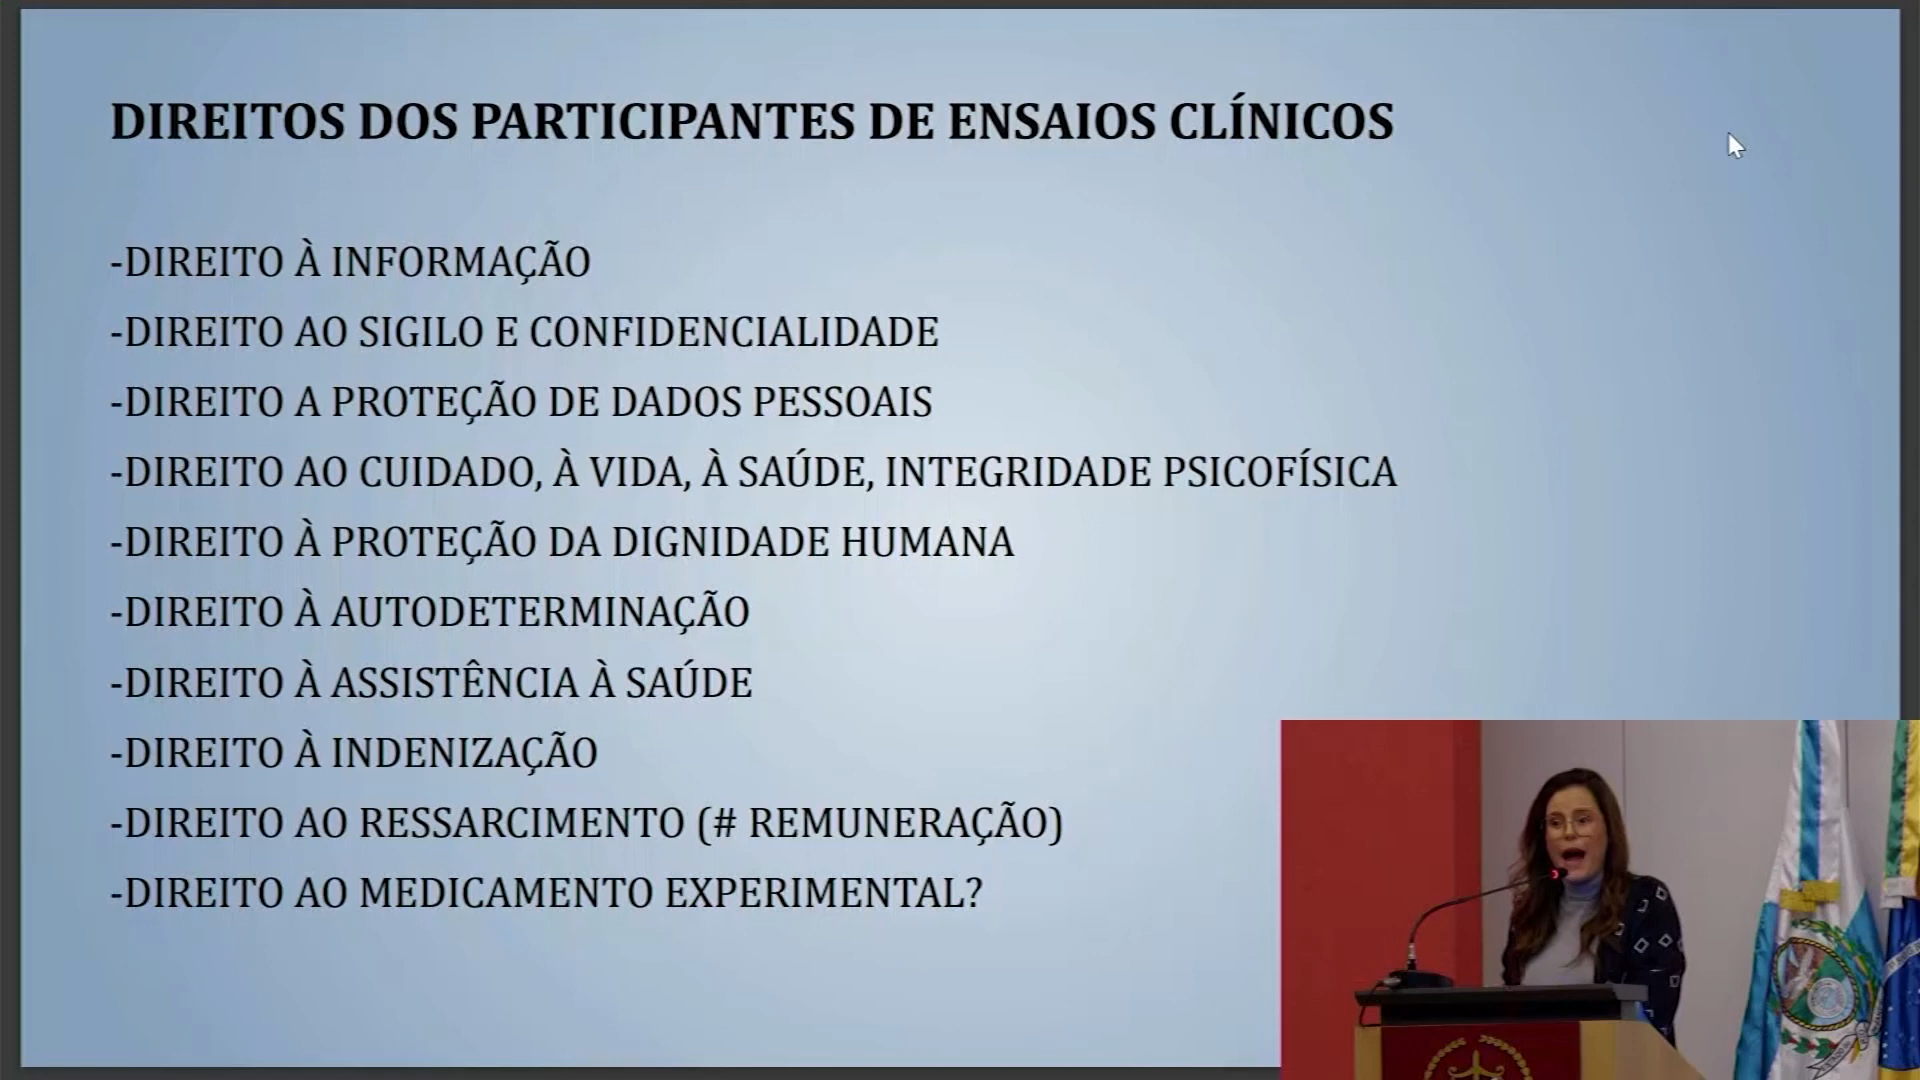 DIREITOS DOS PARTICIPANTES DE ENSAIOS CLÍNICOS
-DIREITO À INFORMAÇÃO
-DIREITO AO SIGILO E CONFIDENCIALIDADE
-DIREITO A PROTEÇÃO DE DADOS PESSOAIS
-DIREITO AO CUIDADO, À VIDA, À SAÚDE, INTEGRIDADE PSICOFÍSICA
-DIREITO À PROTEÇÃO DA DIGNIDADE HUMANA
-DIREITO À AUTODETERMINAÇÃO
-DIREITO À ASSISTÊNCIA À SAÚDE
-DIREITO À INDENIZAÇÃO
-DIREITO AO RESSARCIMENTO (# REMUNERAÇÃO)
-DIREITO AO MEDICAMENTO EXPERIMENTAL?